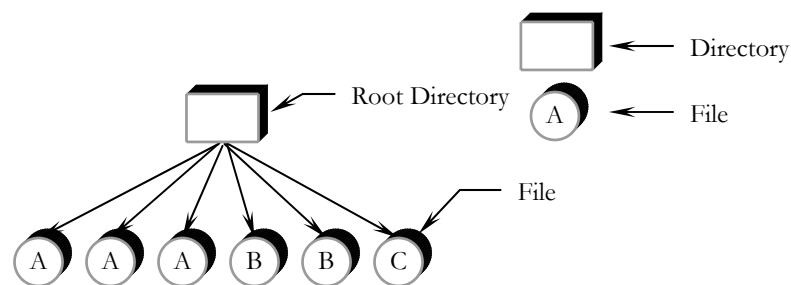 Directory
Root Directory
A
File
File
A A A B B C